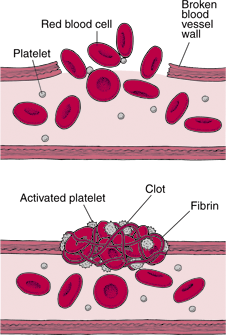 Red blood cell
Broken
blood
vessel
wall
Platelet
Activated platelet
Clot
Fibrin